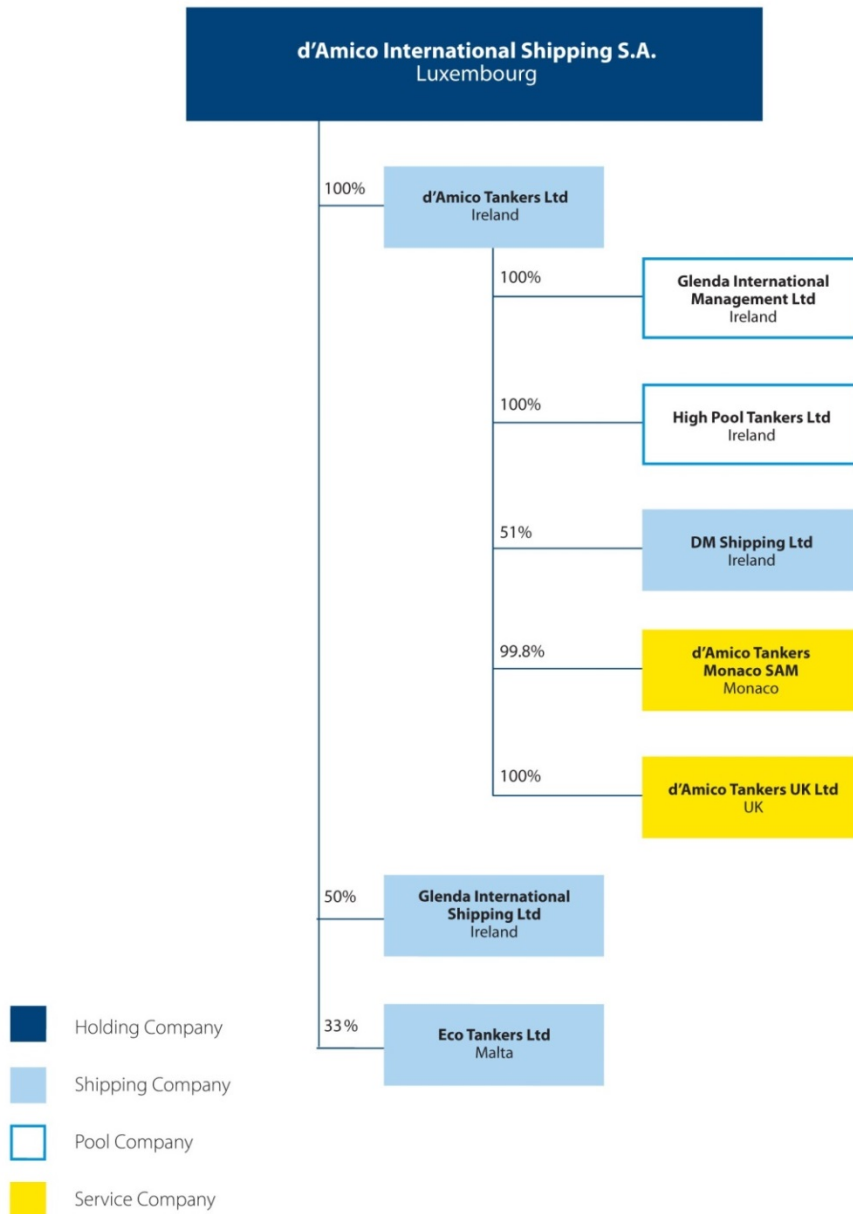 d’Amico International Shipping S.A.
Luxembourg
100%
d’Amico Tankers Ltd
Ireland
100%
Glenda International
Management Ltd
Ireland
100%
High Pool Tankers Ltd
Ireland
51%
DM Shipping Ltd
Ireland
99.8%
d’Amico Tankers
Monaco SAM
Monaco
100%
d’Amico Tankers UK Ltd
UK
50%
Glenda International
Shipping Ltd
Ireland
33%
Eco Tankers Ltd
Malta
Holding Company
Shipping Company
Pool Company
Service Company